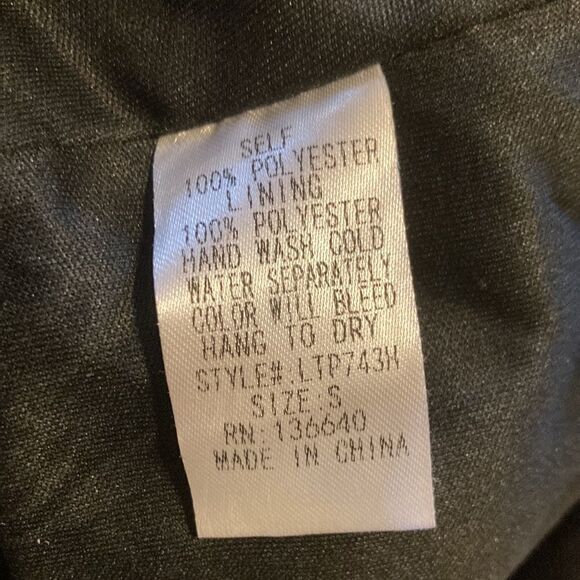 SELF
100% POLYESTER
LINING
100% POLYESTER
HAND WASH COLD
WATER SEPARATELY
COLOR WILL BLEED
HANG TO DRY
STYLE#.LTP743H
SIZE:S
RN:136640
MADE IN CHINA